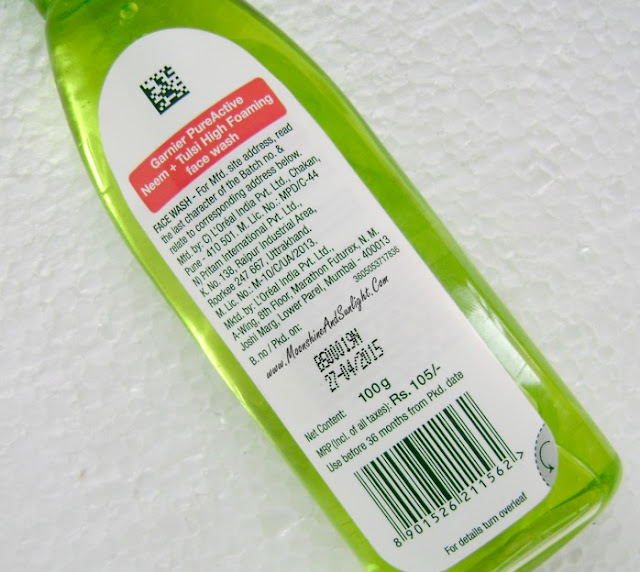 Garnier PureActive
Neem + Tulsi High Foaming
face wash
FACE WASH - For Mfd. site address, read
the last character of the Batch no. &
relate to corresponding address below.
Mfd. by: C) L'Oréal India Pvt. Ltd., Chakan,
Pune - 410 501. M. Lic. No.: MPD/C-44
N) Pritam International Pvt. Ltd.,
K. No. 138, Raipur Industrial Area,
Roorkee 247 667, Uttrakhand.
M. Lic. No.: M-10/C/UA/2013.
Mktd. by: L'Oréal India Pvt. Ltd.,
A-Wing, 8th Floor, Marathon Futurex, N. M.
Joshi Marg, Lower Parel, Mumbai - 400013
B. no / Pkd. on:
www.MoonshineAndSunlight.Com
B500019N
27-04/2015
Net Content: 100g
MRP (Incl. of all taxes): Rs. 105/-
Use before 36 months from Pkd. date
8 901526 211562 >
For details turn overleaf